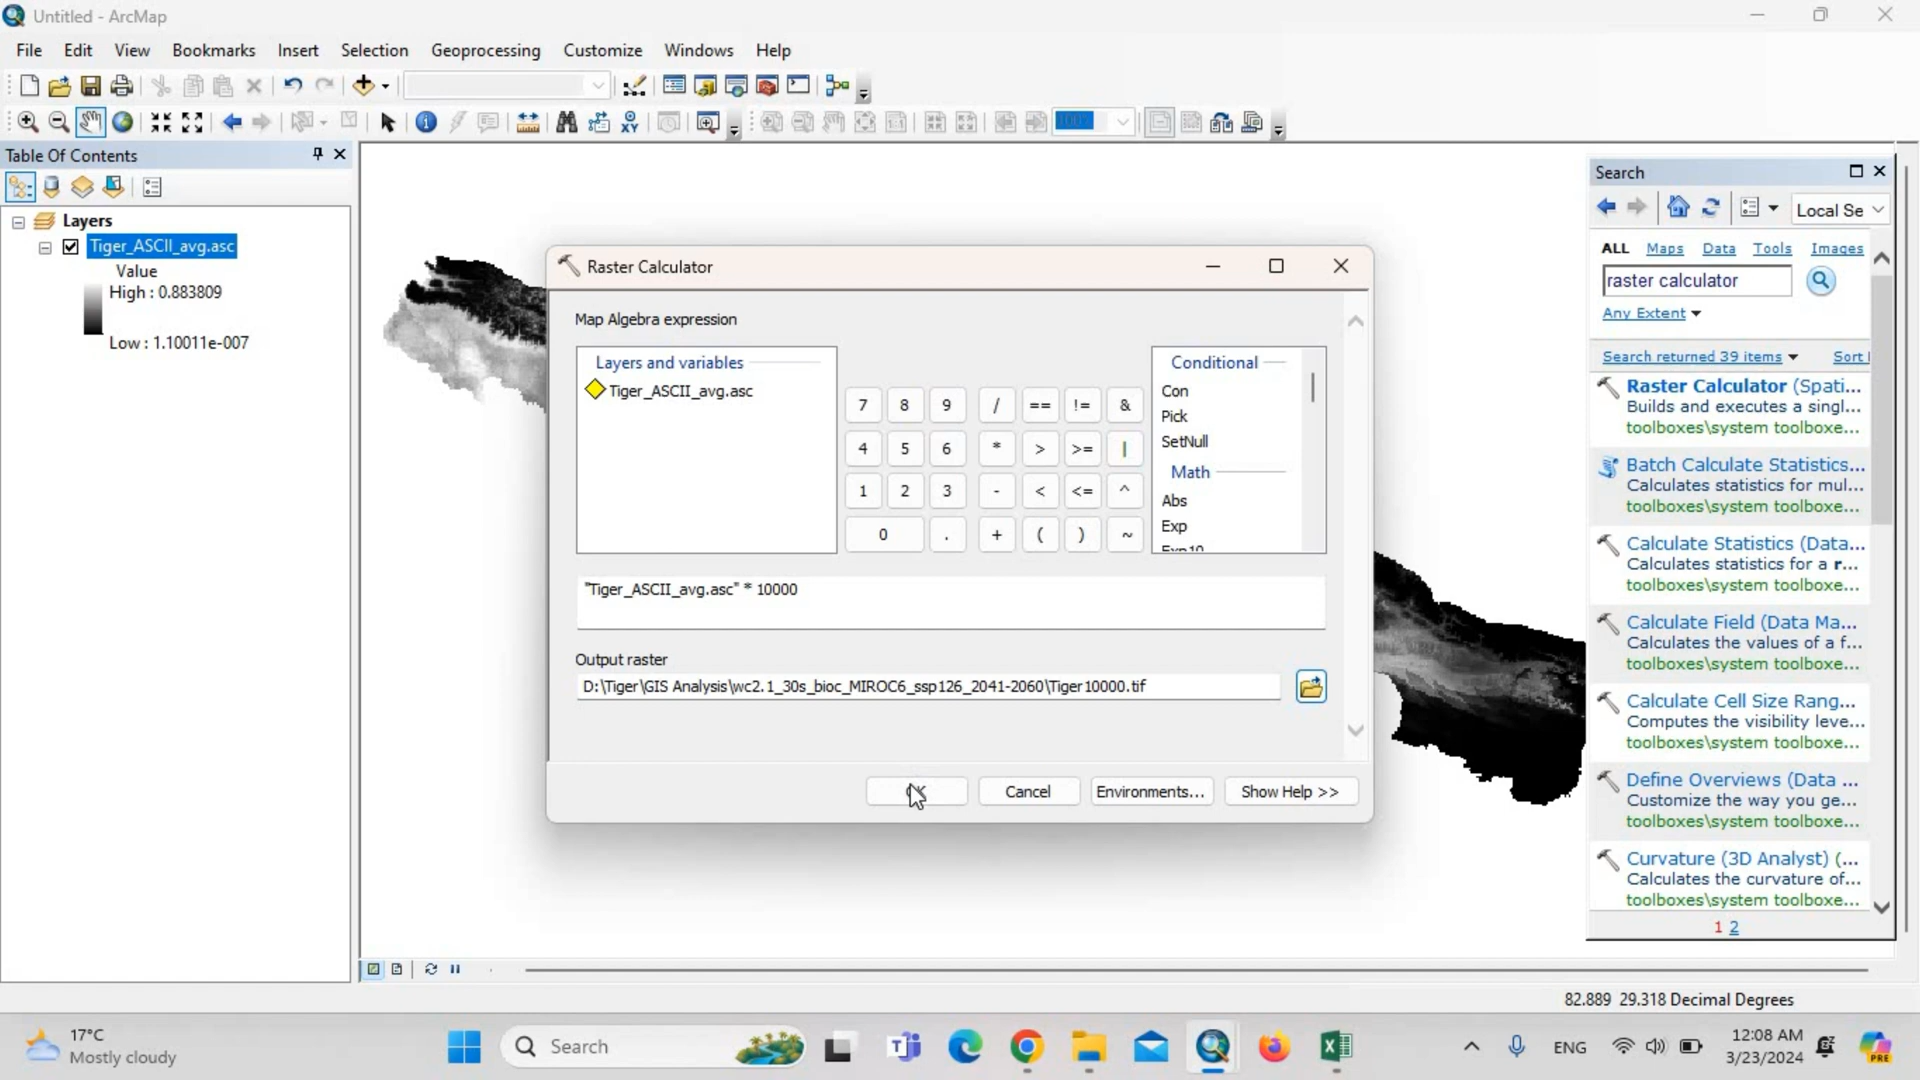 Untitled - ArcMap
File Edit View Bookmarks Insert Selection Geoprocessing Customize Windows Help
100%
Table Of Contents
Layers
Tiger_ASCII_avg.asc
Value
High : 0.883809
Low : 1.10011e-007
Raster Calculator
Map Algebra expression
Layers and variables
Tiger_ASCII_avg.asc
7 8 9 / == != &
4 5 6 * > >= |
1 2 3 - < <= ^
0 . + ( ) ~
Conditional
Con
Pick
SetNull
Math
Abs
Exp
Exp10
"Tiger_ASCII_avg.asc" * 10000
Output raster
D:\Tiger\GIS Analysis\wc2.1_30s_bioc_MIROC6_ssp126_2041-2060\Tiger10000.tif
OK Cancel Environments... Show Help >>
Search
Local Se
ALL Maps Data Tools Images
raster calculator
Any Extent
Search returned 39 items Sort
Raster Calculator (Spati...
Builds and executes a singl...
toolboxes\system toolboxe...
Batch Calculate Statistics...
Calculates statistics for mul...
toolboxes\system toolboxe...
Calculate Statistics (Data...
Calculates statistics for a r...
toolboxes\system toolboxe...
Calculate Field (Data Ma...
Calculates the values of a f...
toolboxes\system toolboxe...
Calculate Cell Size Rang...
Computes the visibility leve...
toolboxes\system toolboxe...
Define Overviews (Data ...
Customize the way you ge...
toolboxes\system toolboxe...
Curvature (3D Analyst) (...
Calculates the curvature of...
toolboxes\system toolboxe...
1 2
82.889 29.318 Decimal Degrees
17°C
Mostly cloudy
Search
ENG
12:08 AM
3/23/2024
PRE